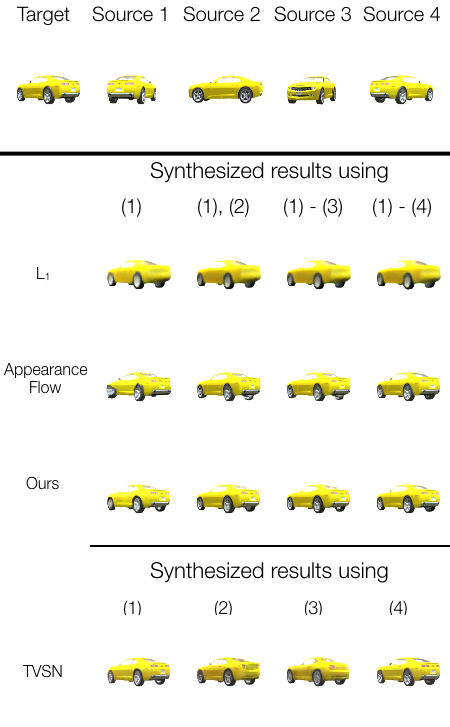 Target Source 1 Source 2 Source 3 Source 4
Synthesized results using
(1) (1), (2) (1) - (3) (1) - (4)
L₁
Appearance
Flow
Ours
Synthesized results using
(1) (2) (3) (4)
TVSN